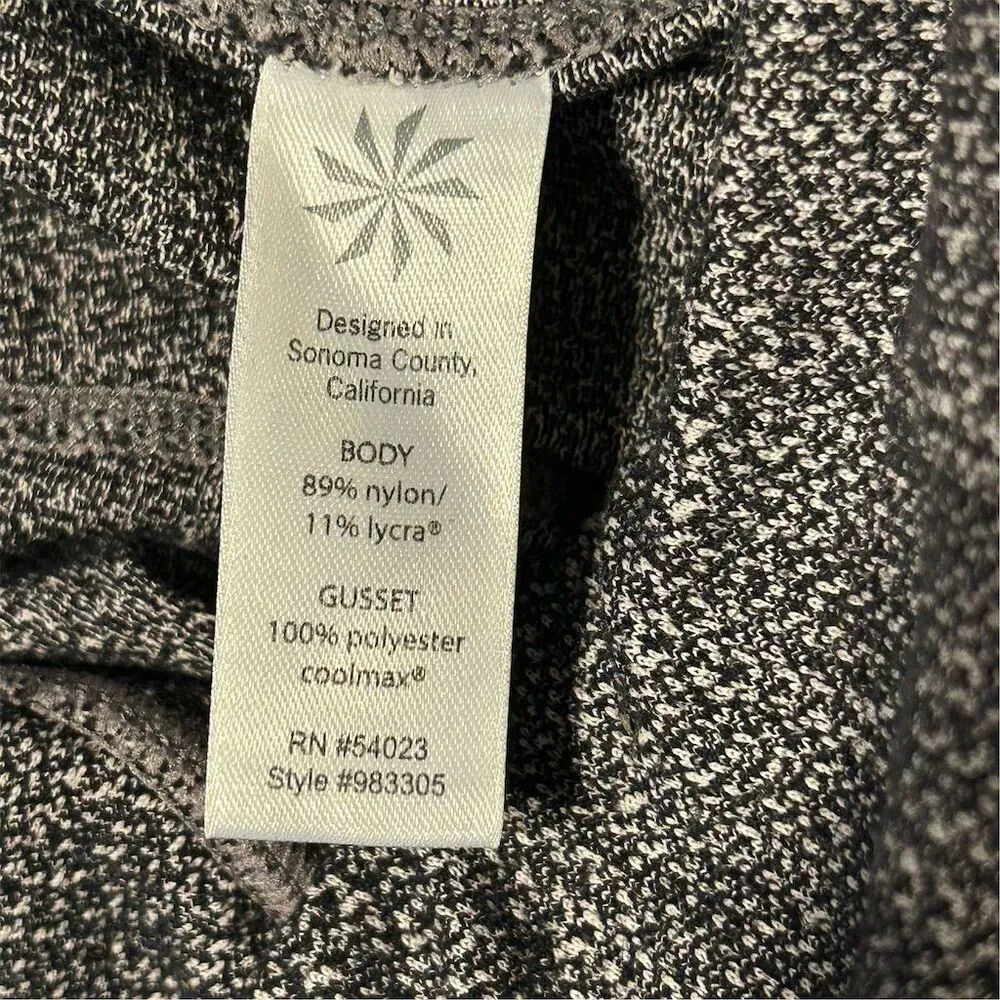 Designed in
Sonoma County,
California
BODY
89% nylon/
11% lycra®
GUSSET
100% polyester
coolmax®
RN #54023
Style #983305